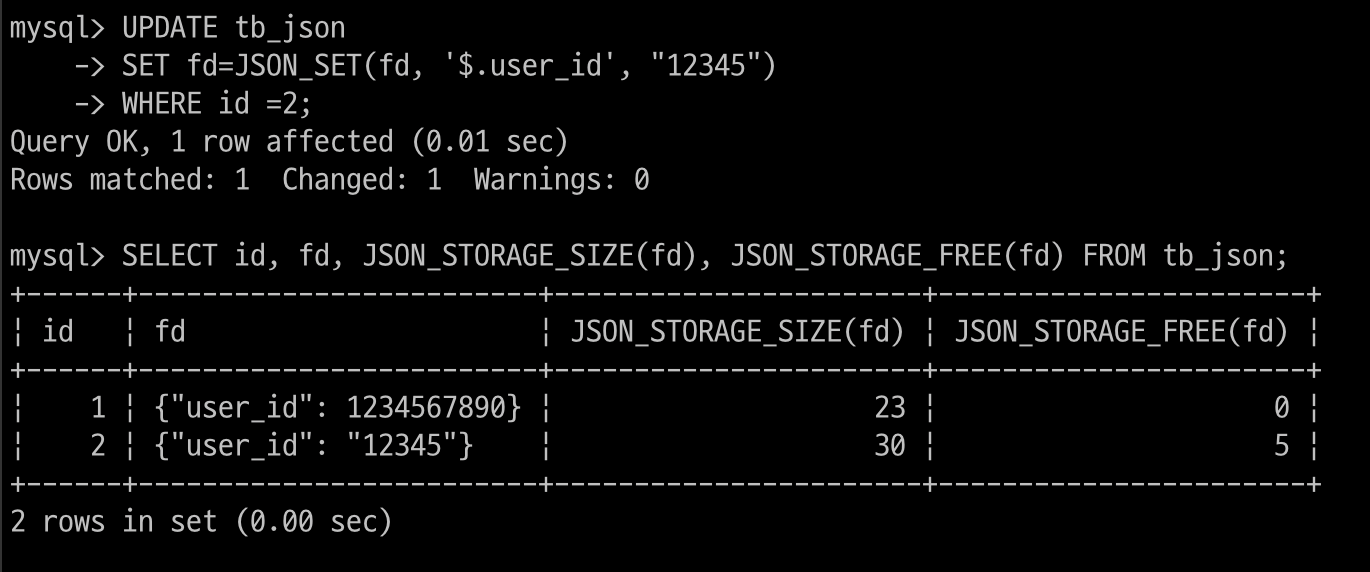 mysql> UPDATE tb_json
    -> SET fd=JSON_SET(fd, '$.user_id', "12345")
    -> WHERE id =2;
Query OK, 1 row affected (0.01 sec)
Rows matched: 1  Changed: 1  Warnings: 0

mysql> SELECT id, fd, JSON_STORAGE_SIZE(fd), JSON_STORAGE_FREE(fd) FROM tb_json;
+------+-------------------------+-----------------------+-----------------------+
¦ id   ¦ fd                      ¦ JSON_STORAGE_SIZE(fd) ¦ JSON_STORAGE_FREE(fd) ¦
+------+-------------------------+-----------------------+-----------------------+
¦    1 ¦ {"user_id": 1234567890} ¦                    23 ¦                     0 ¦
¦    2 ¦ {"user_id": "12345"}    ¦                    30 ¦                     5 ¦
+------+-------------------------+-----------------------+-----------------------+
2 rows in set (0.00 sec)